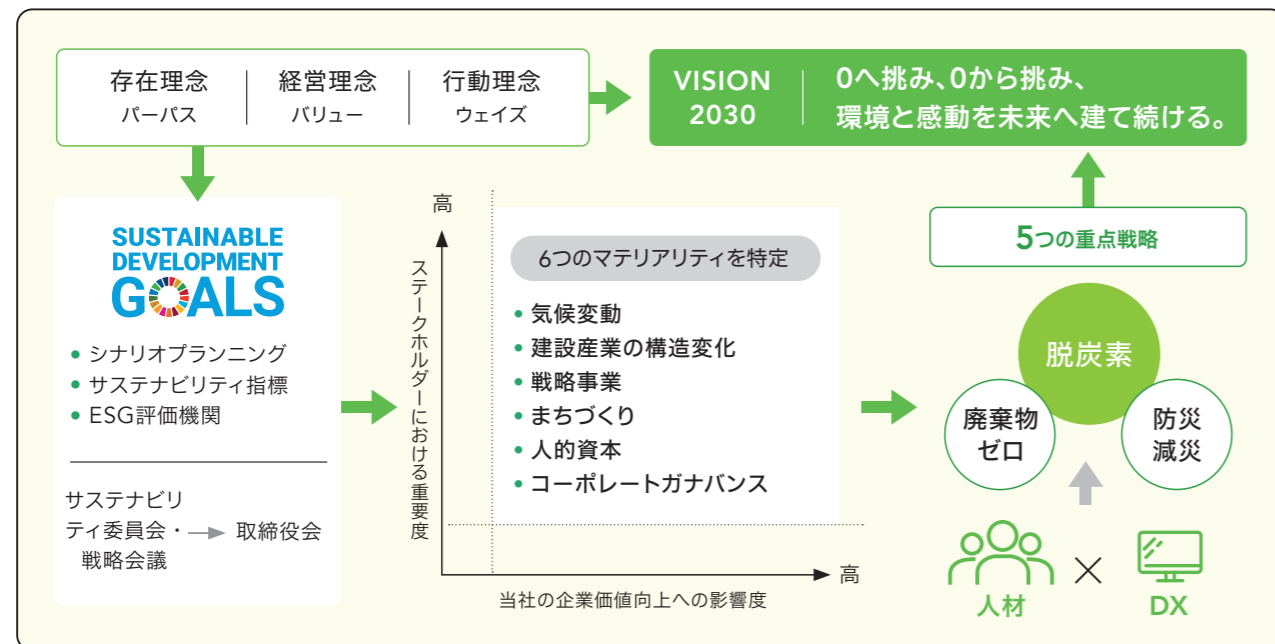 存在理念
パーパス
経営理念
バリュー
行動理念
ウェイズ
VISION
2030
0へ挑み、0から挑み、
環境と感動を未来へ建て続ける。
SUSTAINABLE
DEVELOPMENT
GOALS
• シナリオプランニング
• サステナビリティ指標
• ESG評価機関
サステナビリ
ティ委員会・
戦略会議
取締役会
高
ステークホルダーにおける重要度
6つのマテリアリティを特定
• 気候変動
• 建設産業の構造変化
• 戦略事業
• まちづくり
• 人的資本
• コーポレートガナバンス
高
当社の企業価値向上への影響度
5つの重点戦略
脱炭素
廃棄物
ゼロ
防災
減災
人材
×
DX